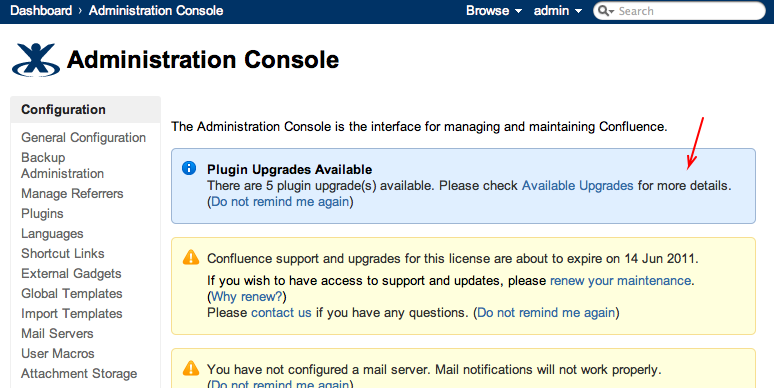 Dashboard › Administration Console
Browse admin Search
Administration Console
Configuration
General Configuration
Backup
Administration
Manage Referrers
Plugins
Languages
Shortcut Links
External Gadgets
Global Templates
Import Templates
Mail Servers
User Macros
Attachment Storage
The Administration Console is the interface for managing and maintaining Confluence.
Plugin Upgrades Available
There are 5 plugin upgrade(s) available. Please check Available Upgrades for more details.
(Do not remind me again)
Confluence support and upgrades for this license are about to expire on 14 Jun 2011.
If you wish to have access to support and updates, please renew your maintenance.
(Why renew?)
Please contact us if you have any questions. (Do not remind me again)
You have not configured a mail server. Mail notifications will not work properly.
(Do not remind me again)